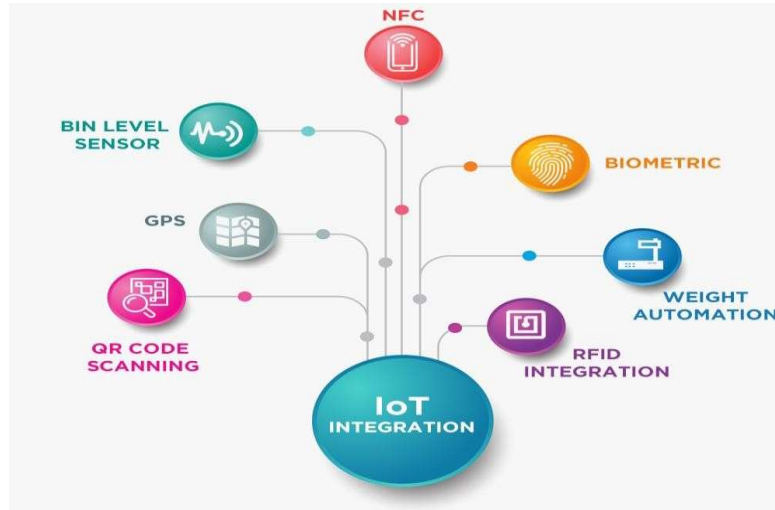 NFC
BIN LEVEL
SENSOR
BIOMETRIC
GPS
WEIGHT
AUTOMATION
QR CODE
SCANNING
RFID
INTEGRATION
IoT
INTEGRATION